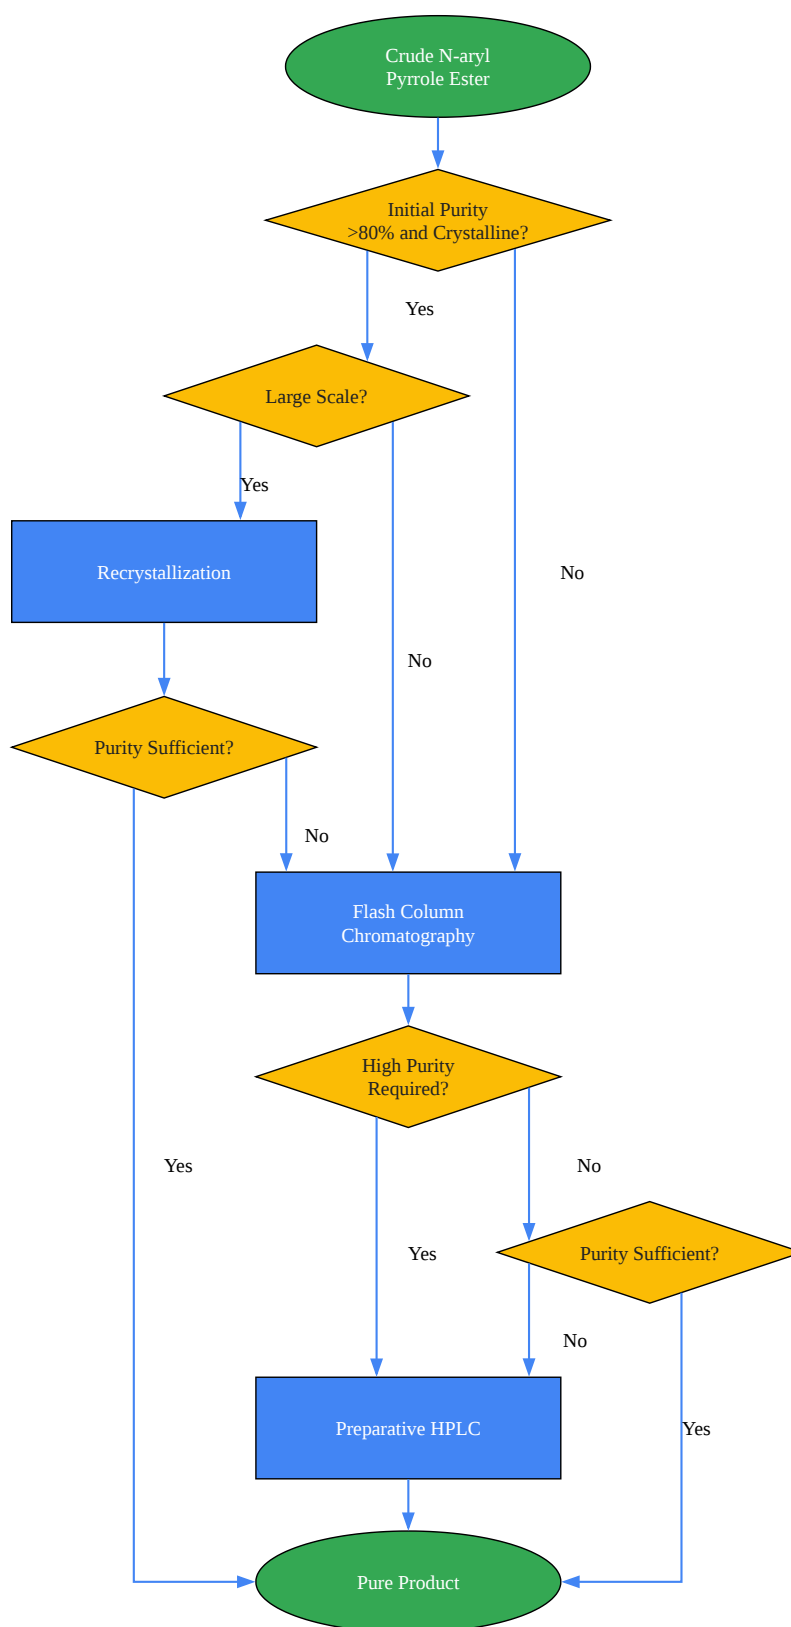 Crude N-aryl
Pyrrole Ester
Initial Purity
>80% and Crystalline?
Yes
Large Scale?
Yes
Recrystallization
No
No
Purity Sufficient?
No
Flash Column
Chromatography
High Purity
Required?
Yes
No
Yes
Purity Sufficient?
No
Preparative HPLC
Yes
Pure Product